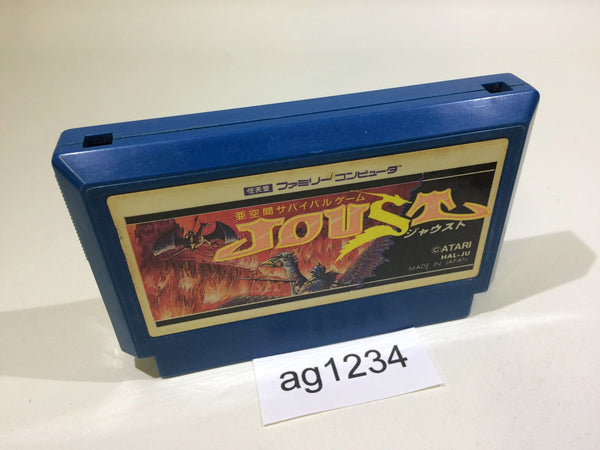 任天堂 ファミリーコンピュータ™
亜空間サバイバルゲーム
JOUST
ジャウスト
©ATARI
HAL-JU
MADE IN JAPAN
ag1234